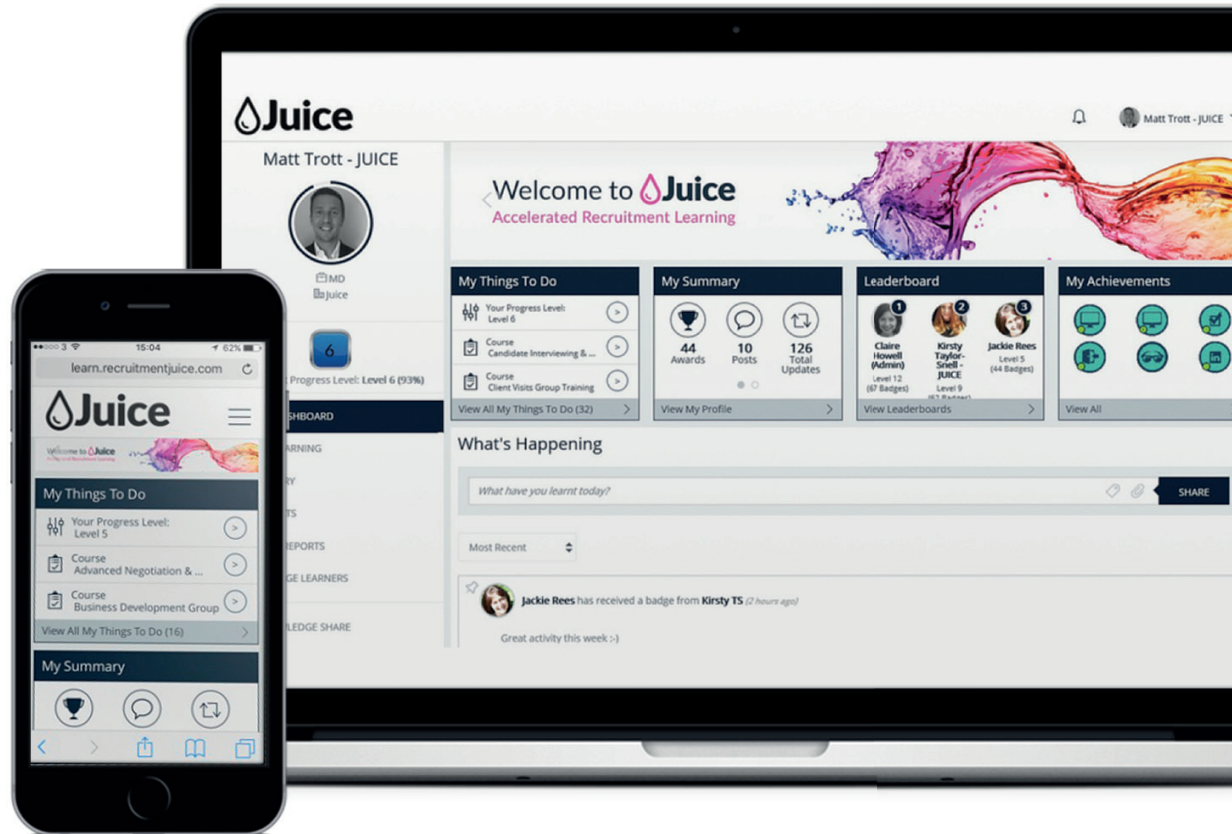 Juice
Matt Trott - JUICE
Matt Trott - JUICE
MD
Juice
6
Progress Level: Level 6 (93%)
SHBOARD
ARNING
RY
TS
REPORTS
GE LEARNERS
LEDGE SHARE
Welcome to Juice
Accelerated Recruitment Learning
My Things To Do
Your Progress Level:
Level 6
Course
Candidate Interviewing & ...
Course
Client Visits Group Training
View All My Things To Do (32)
My Summary
44
Awards
10
Posts
126
Total
Updates
View My Profile
Leaderboard
1
Claire
Howell
(Admin)
Level 12
(67 Badges)
2
Kirsty
Taylor-
Snell -
JUICE
Level 9
(62 Badges)
3
Jackie Rees
Level 5
(44 Badges)
View Leaderboards
My Achievements
in
View All
What's Happening
What have you learnt today?
SHARE
Most Recent
Jackie Rees has received a badge from Kirsty TS (2 hours ago)
Great activity this week :-)
3
15:04
62%
learn.recruitmentjuice.com
Juice
Welcome to Juice
Accelerated Recruitment Learning
My Things To Do
Your Progress Level:
Level 5
Course
Advanced Negotiation & ...
Course
Business Development Group
View All My Things To Do (16)
My Summary